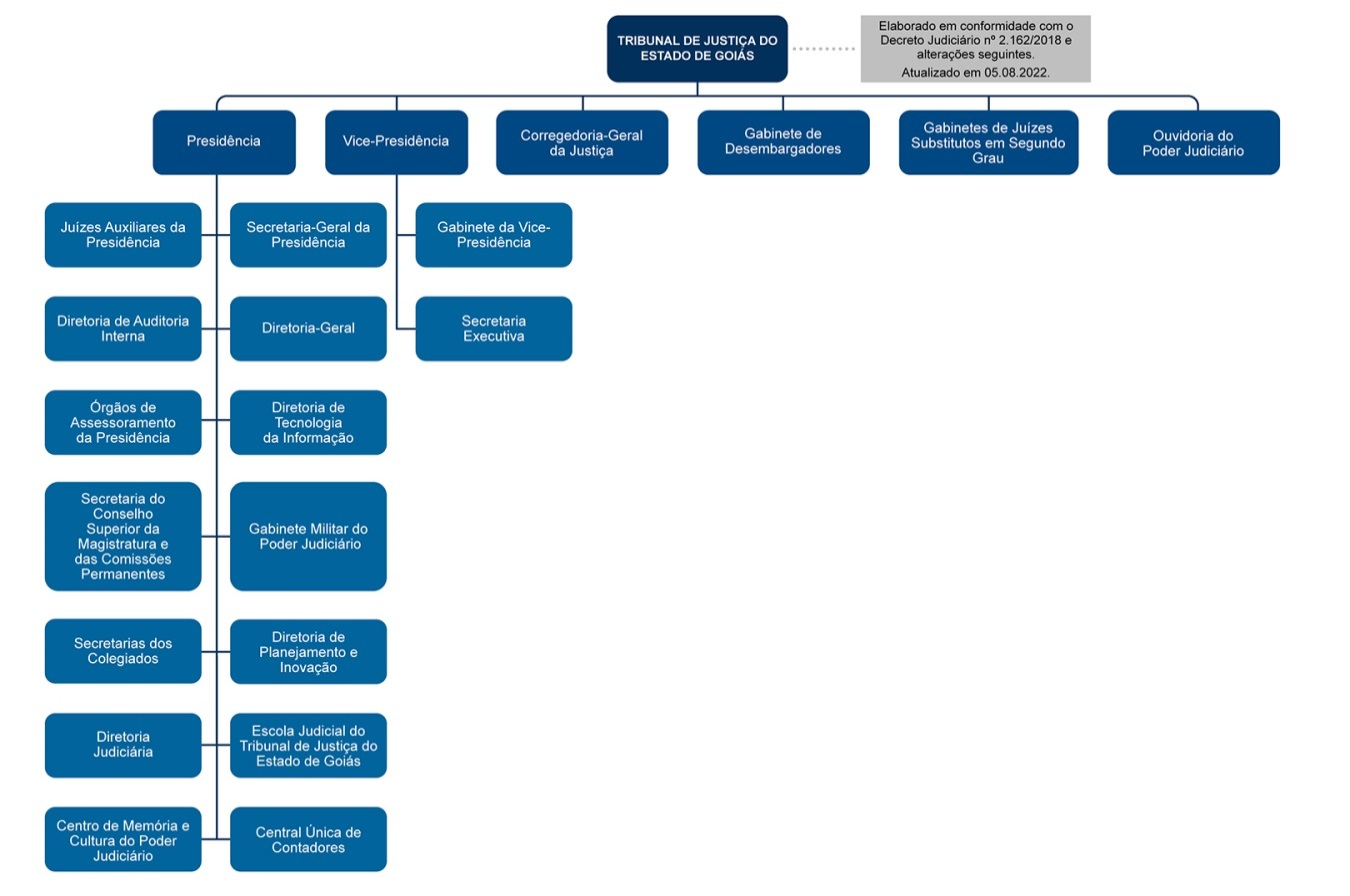 TRIBUNAL DE JUSTIÇA DO
ESTADO DE GOIÁS
Elaborado em conformidade com o
Decreto Judiciário nº 2.162/2018 e
alterações seguintes.
Atualizado em 05.08.2022.
Presidência
Vice-Presidência
Corregedoria-Geral
da Justiça
Gabinete de
Desembargadores
Gabinetes de Juízes
Substitutos em Segundo
Grau
Ouvidoria do
Poder Judiciário
Juízes Auxiliares da
Presidência
Secretaria-Geral da
Presidência
Gabinete da Vice-
Presidência
Diretoria de Auditoria
Interna
Diretoria-Geral
Secretaria
Executiva
Órgãos de
Assessoramento
da Presidência
Diretoria de
Tecnologia
da Informação
Secretaria do
Conselho
Superior da
Magistratura e
das Comissões
Permanentes
Gabinete Militar do
Poder Judiciário
Secretarias dos
Colegiados
Diretoria de
Planejamento e
Inovação
Diretoria
Judiciária
Escola Judicial do
Tribunal de Justiça do
Estado de Goiás
Centro de Memória e
Cultura do Poder
Judiciário
Central Única de
Contadores